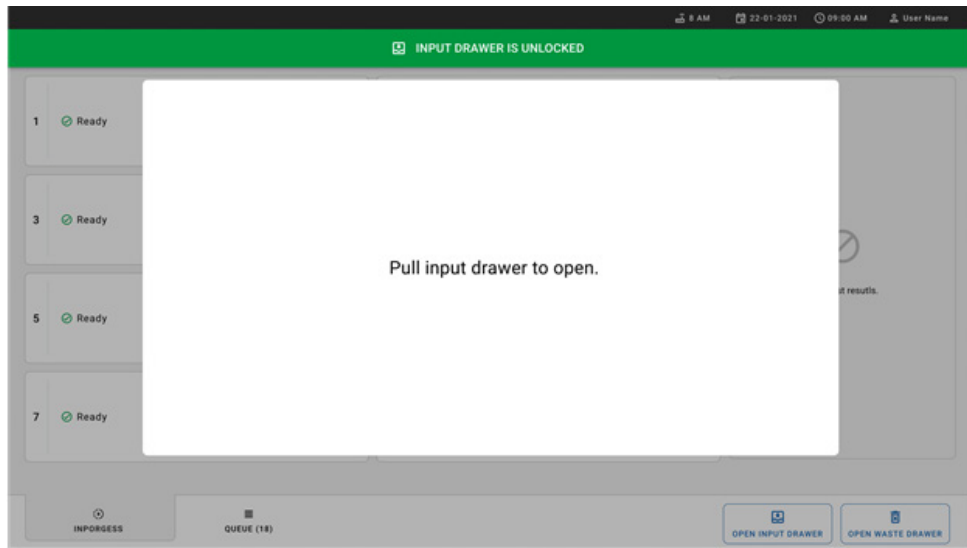 8 AM 22-01-2021 09:00 AM User Name
INPUT DRAWER IS UNLOCKED
1 Ready
3 Ready
Pull input drawer to open.
resutls.
5 Ready
7 Ready
INPORGESS
QUEUE (18)
OPEN INPUT DRAWER
OPEN WASTE DRAWER